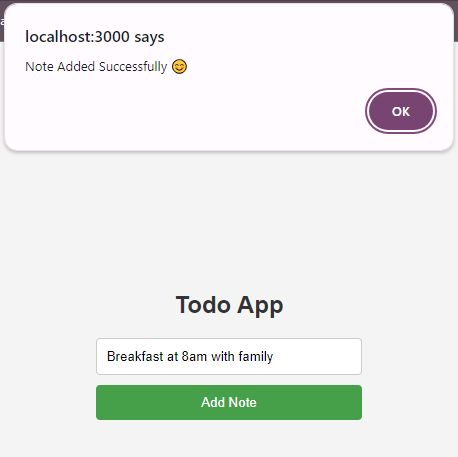 localhost:3000 says
Note Added Successfully 😊
OK
Todo App
Breakfast at 8am with family
Add Note